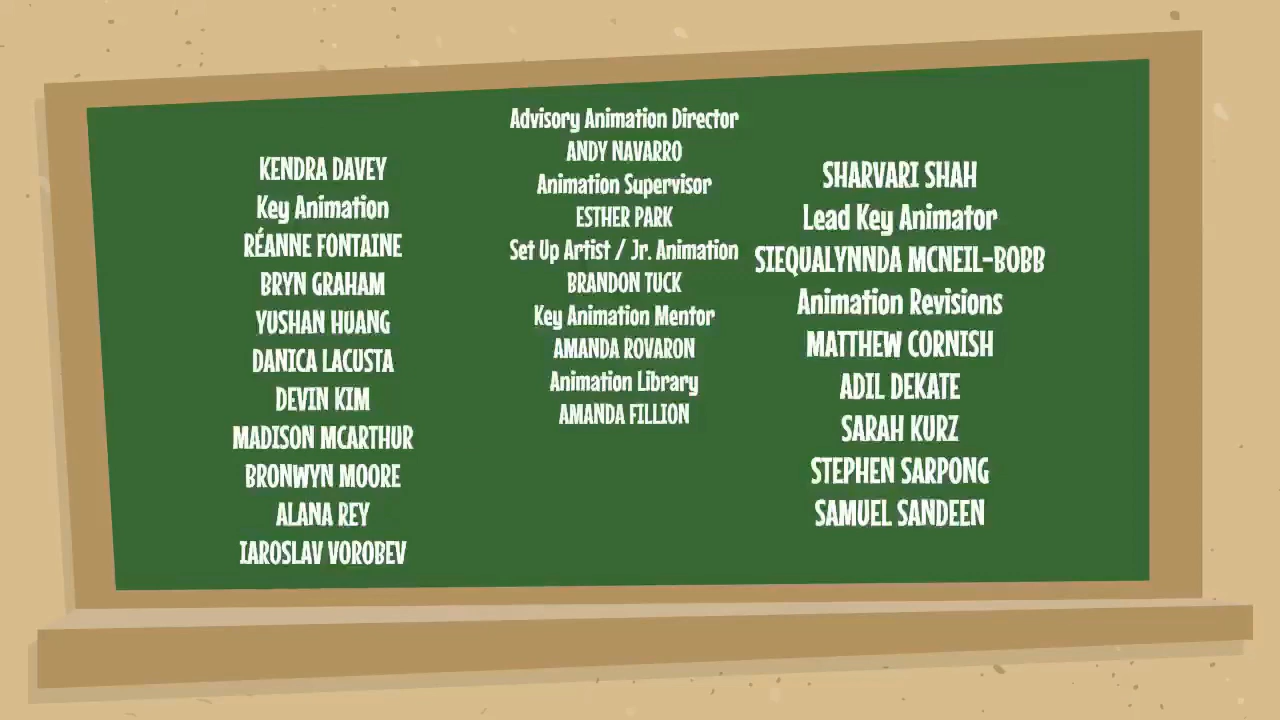 KENDRA DAVEY
Key Animation
RÉANNE FONTAINE
BRYN GRAHAM
YUSHAN HUANG
DANICA LACUSTA
DEVIN KIM
MADISON MCARTHUR
BRONWYN MOORE
ALANA REY
IAROSLAV VOROBEV
Advisory Animation Director
ANDY NAVARRO
Animation Supervisor
ESTHER PARK
Set Up Artist / Jr. Animation
BRANDON TUCK
Key Animation Mentor
AMANDA ROVARON
Animation Library
AMANDA FILLION
SHARVARI SHAH
Lead Key Animator
SIEQUALYNNDA MCNEIL-BOBB
Animation Revisions
MATTHEW CORNISH
ADIL DEKATE
SARAH KURZ
STEPHEN SARPONG
SAMUEL SANDEEN